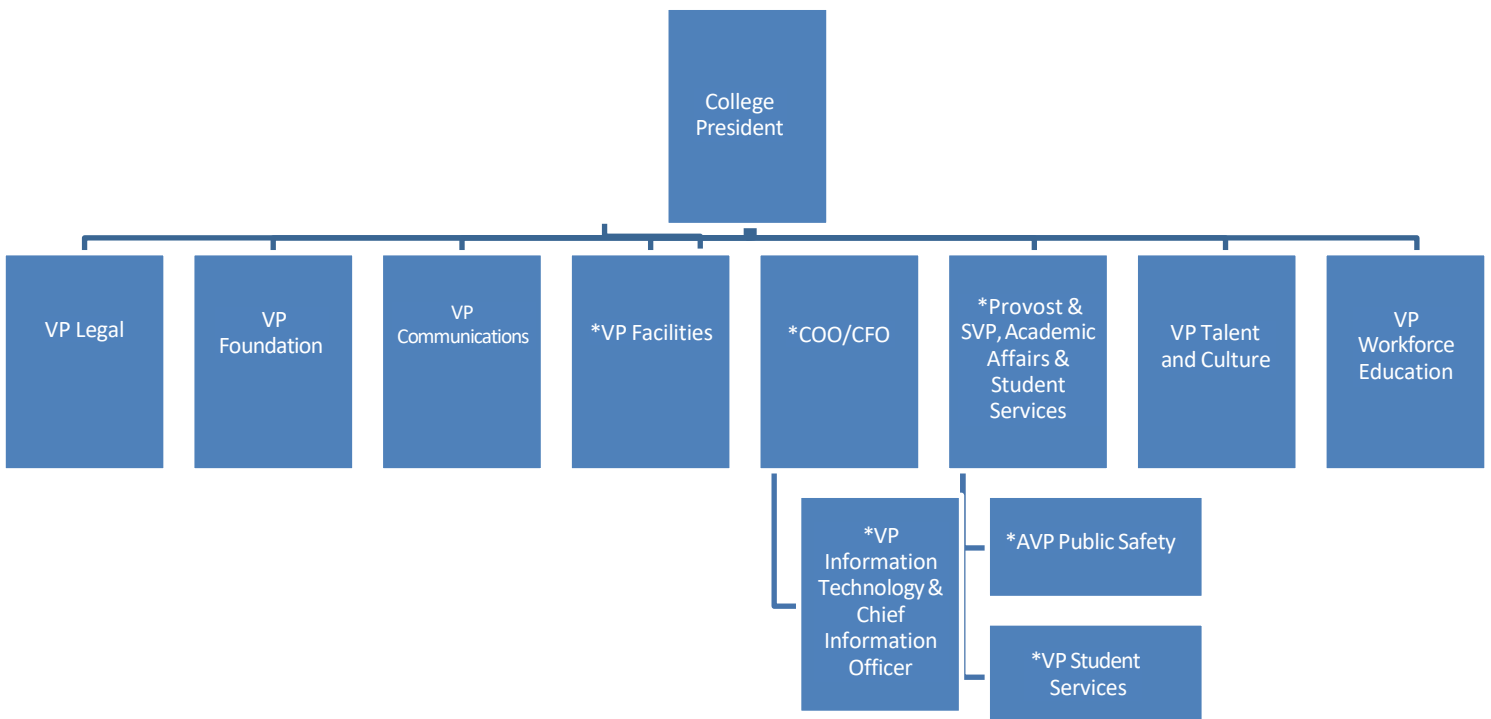 College
President
VP Legal
VP
Foundation
VP
Communications
*VP Facilities
*COO/CFO
*Provost &
SVP, Academic
Affairs &
Student
Services
VP Talent
and Culture
VP
Workforce
Education
*VP
Information
Technology &
Chief
Information
Officer
*AVP Public Safety
*VP Student
Services